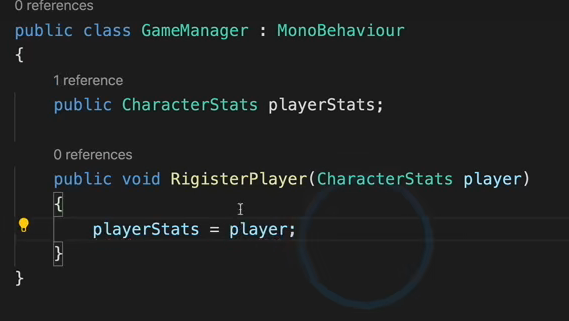 0 references
public class GameManager : MonoBehaviour
{
1 reference
public CharacterStats playerStats;
0 references
public void RigisterPlayer(CharacterStats player)
{
playerStats = player;
}
}